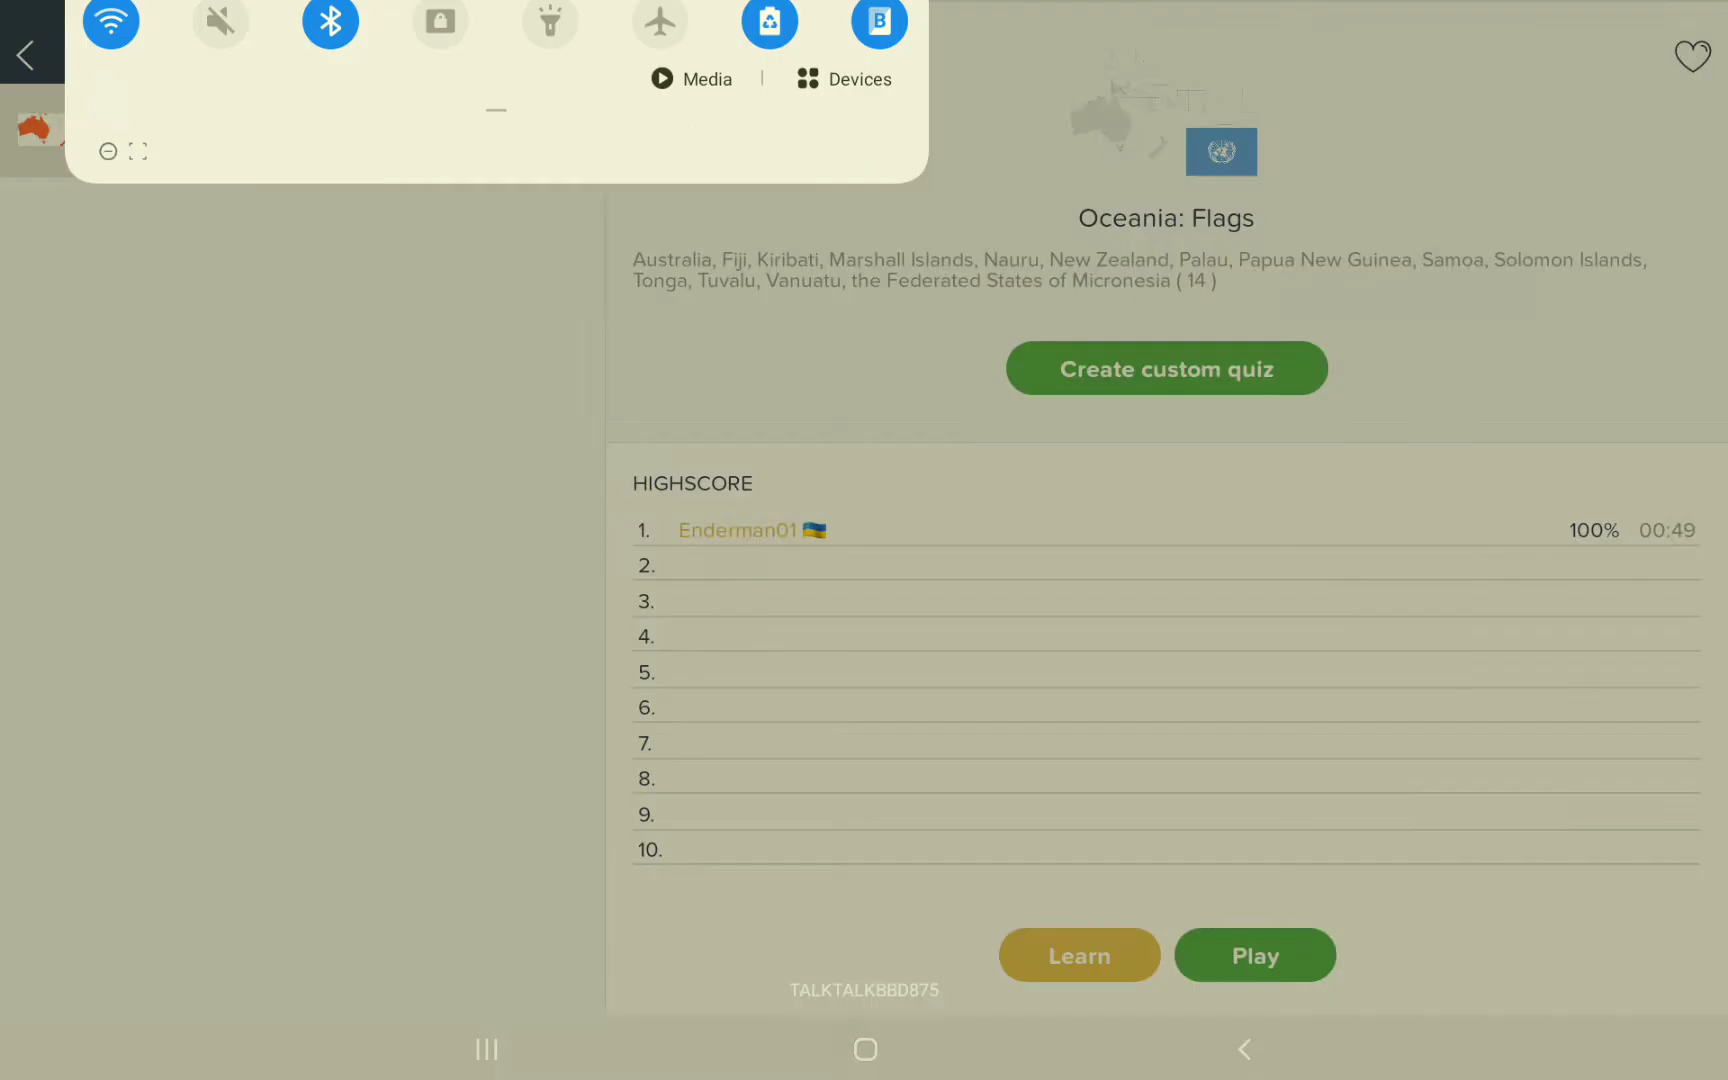 B
Media | Devices
Oceania: Flags
Australia, Fiji, Kiribati, Marshall Islands, Nauru, New Zealand, Palau, Papua New Guinea, Samoa, Solomon Islands,
Tonga, Tuvalu, Vanuatu, the Federated States of Micronesia ( 14 )
Create custom quiz
HIGHSCORE
1. Enderman01 🇺🇦 100% 00:49
2.
3.
4.
5.
6.
7.
8.
9.
10.
Learn Play
TALKTALKBBD875